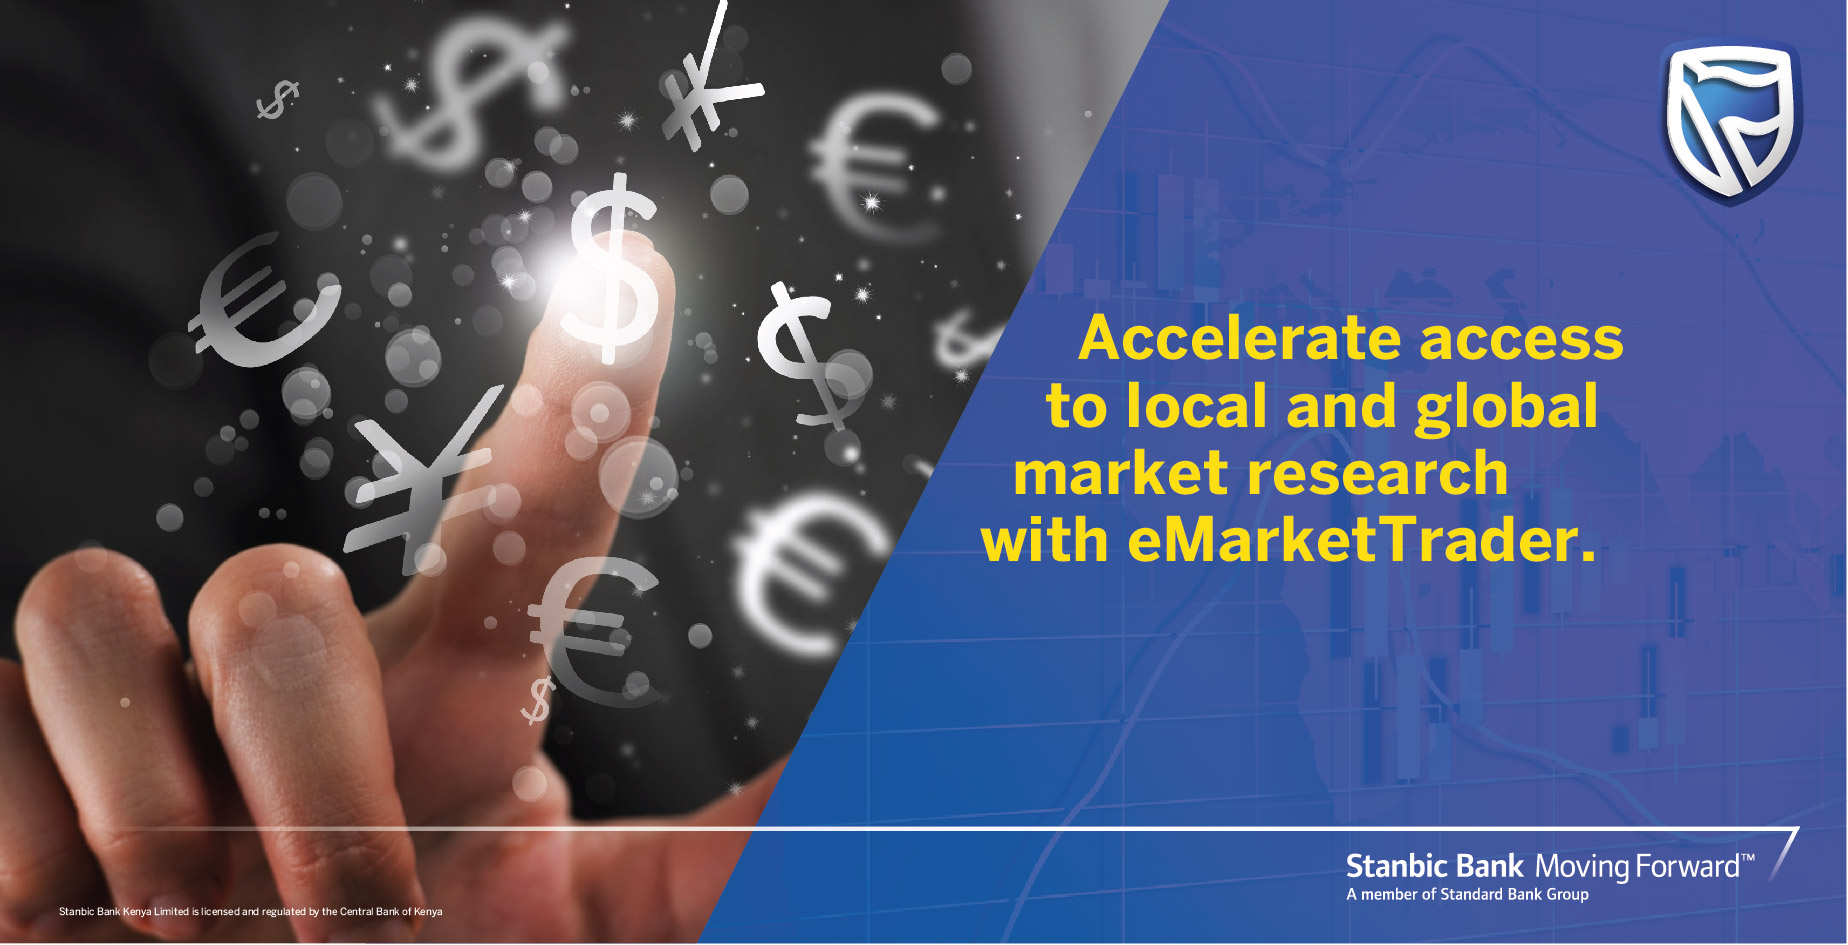 Accelerate access
to local and global
market research
with eMarketTrader.
Stanbic Bank Moving Forward™
A member of Standard Bank Group
Stanbic Bank Kenya Limited is licensed and regulated by the Central Bank of Kenya